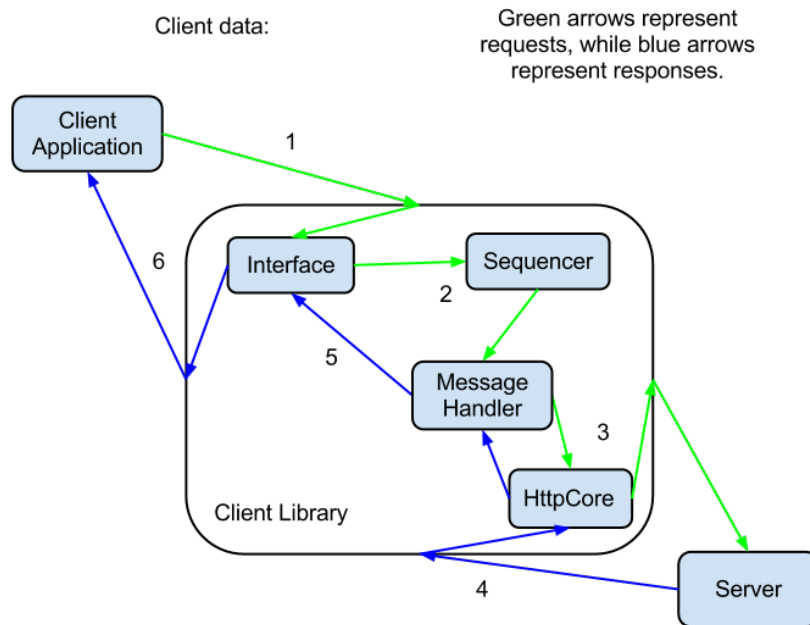 Client data:
Green arrows represent
requests, while blue arrows
represent responses.
Client
Application
1
6
Interface
Sequencer
2
5
Message
Handler
3
HttpCore
Client Library
4
Server